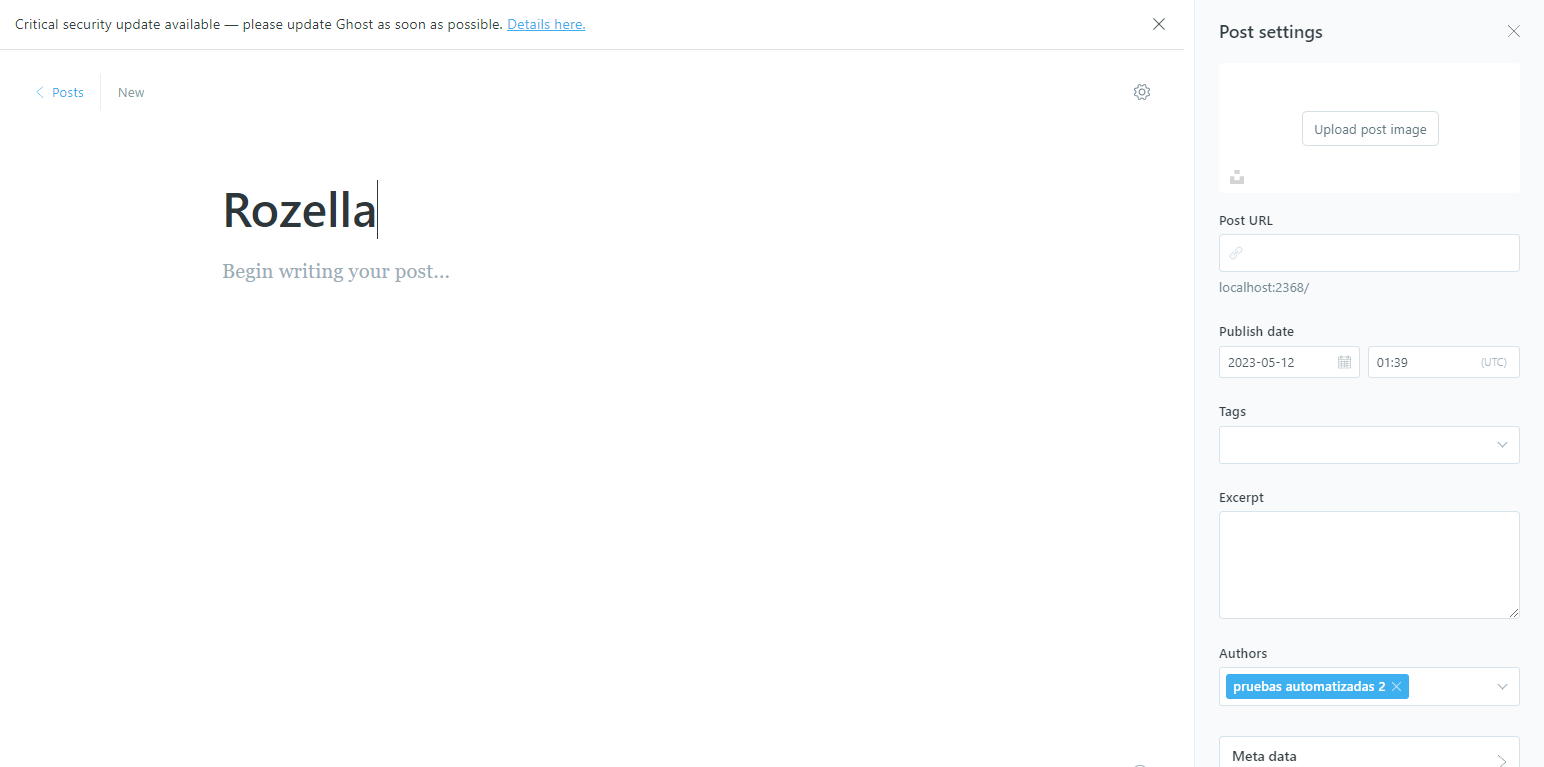 Critical security update available — please update Ghost as soon as possible. Details here.
Posts
New
Rozella
Begin writing your post...
Post settings
Upload post image
Post URL
localhost:2368/
Publish date
2023-05-12
01:39
(UTC)
Tags
Excerpt
Authors
pruebas automatizadas 2
Meta data